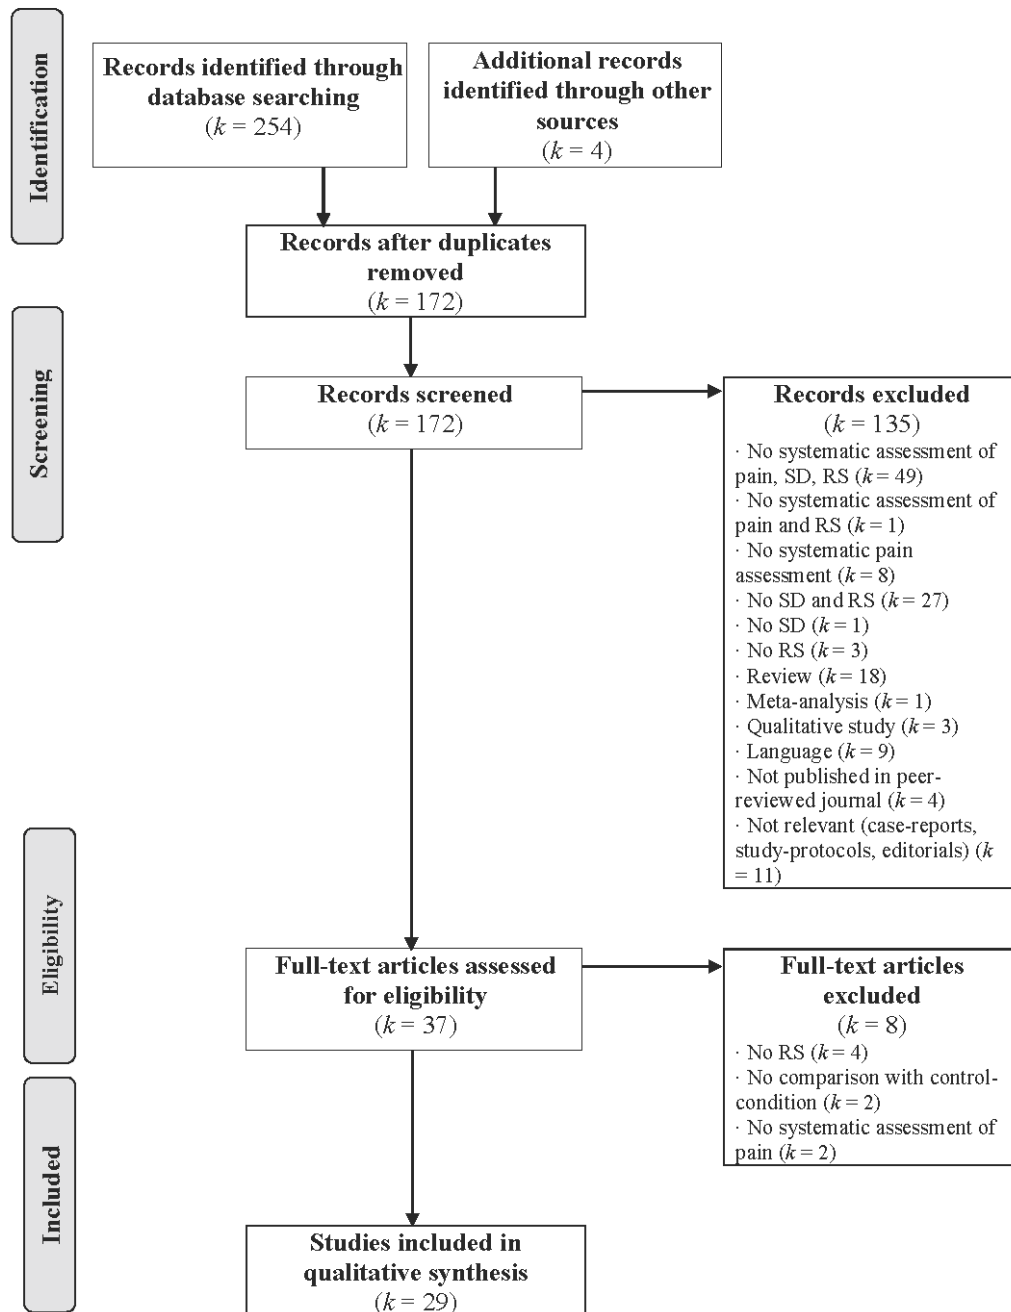 Identification
Records identified through
database searching
(k = 254)
Additional records
identified through other
sources
(k = 4)
Records after duplicates
removed
(k = 172)
Screening
Records screened
(k = 172)
Records excluded
(k = 135)
· No systematic assessment of
pain, SD, RS (k = 49)
· No systematic assessment of
pain and RS (k = 1)
· No systematic pain
assessment (k = 8)
· No SD and RS (k = 27)
· No SD (k = 1)
· No RS (k = 3)
· Review (k = 18)
· Meta-analysis (k = 1)
· Qualitative study (k = 3)
· Language (k = 9)
· Not published in peer-
reviewed journal (k = 4)
· Not relevant (case-reports,
study-protocols, editorials) (k
= 11)
Eligibility
Full-text articles assessed
for eligibility
(k = 37)
Full-text articles
excluded
(k = 8)
· No RS (k = 4)
· No comparison with control-
condition (k = 2)
· No systematic assessment of
pain (k = 2)
Included
Studies included in
qualitative synthesis
(k = 29)